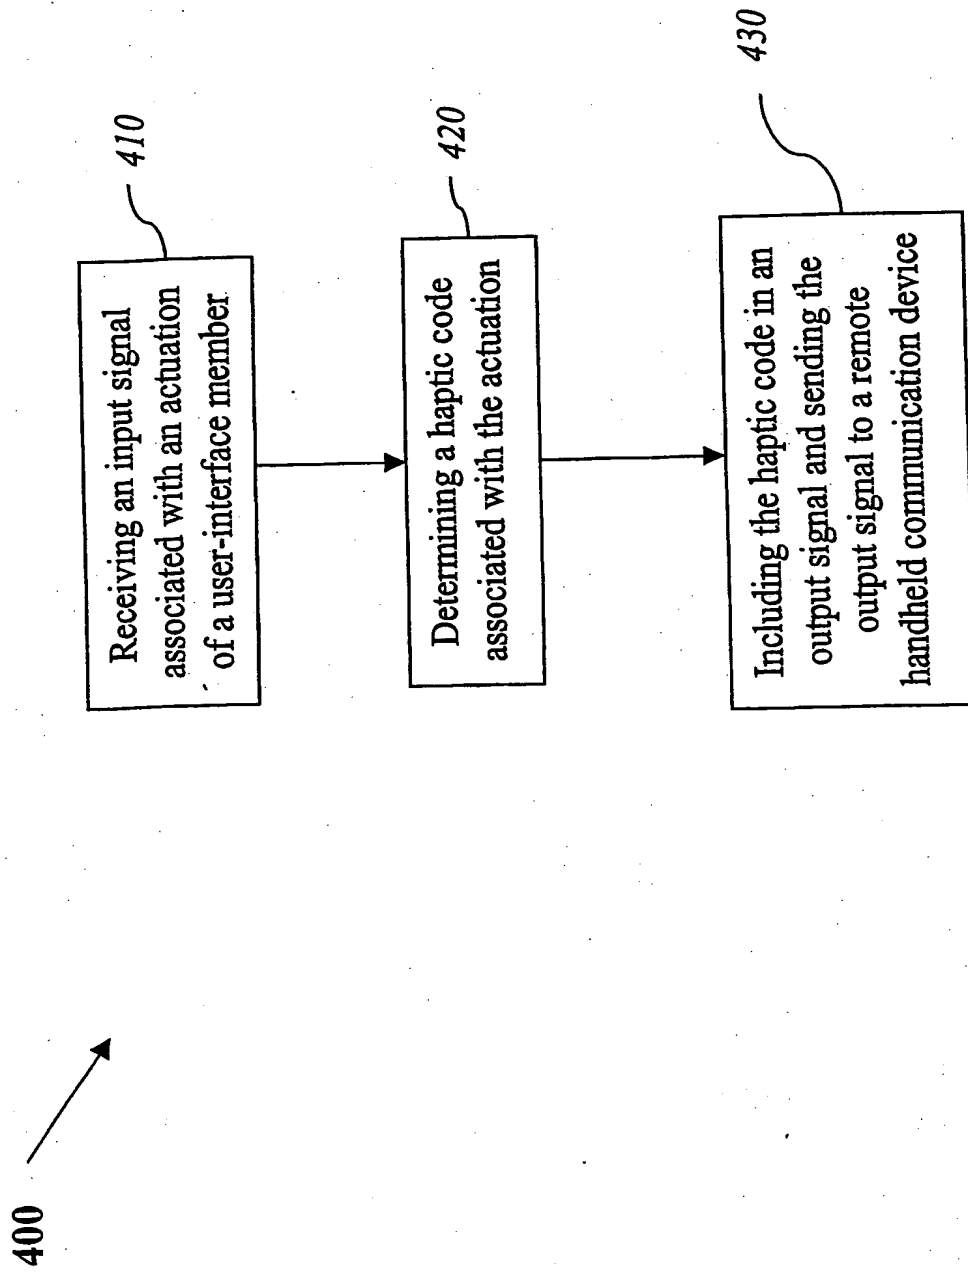 400
Receiving an input signal
associated with an actuation
of a user-interface member
410
Determining a haptic code
associated with the actuation
420
Including the haptic code in an
output signal and sending the
output signal to a remote
handheld communication device
430